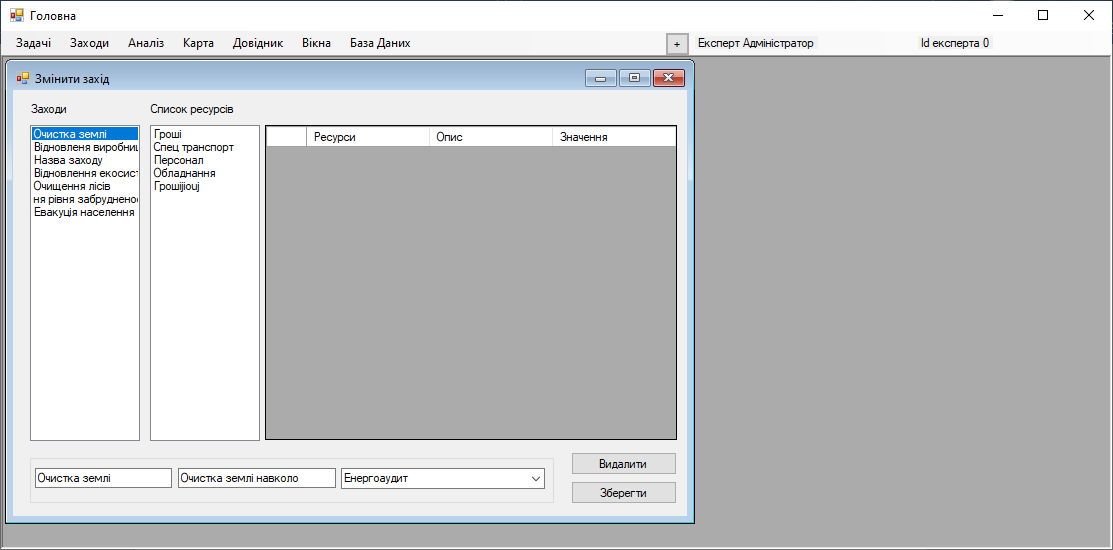 Головна
Задачі Заходи Аналіз Карта Довідник Вікна База Даних + Експерт Адміністратор Id експерта 0
Змінити захід
Заходи Список ресурсів
Очистка землі
Відновленя виробниц
Назва заходу
Відновлення екосист
Очищення лісів
ня рівня забрудненос
Евакуція населення
Гроші
Спец транспорт
Персонал
Обладнання
Грошіjiouj
Ресурси Опис Значення
Очистка землі Очистка землі навколо Енергоаудит
Видалити
Зберегти